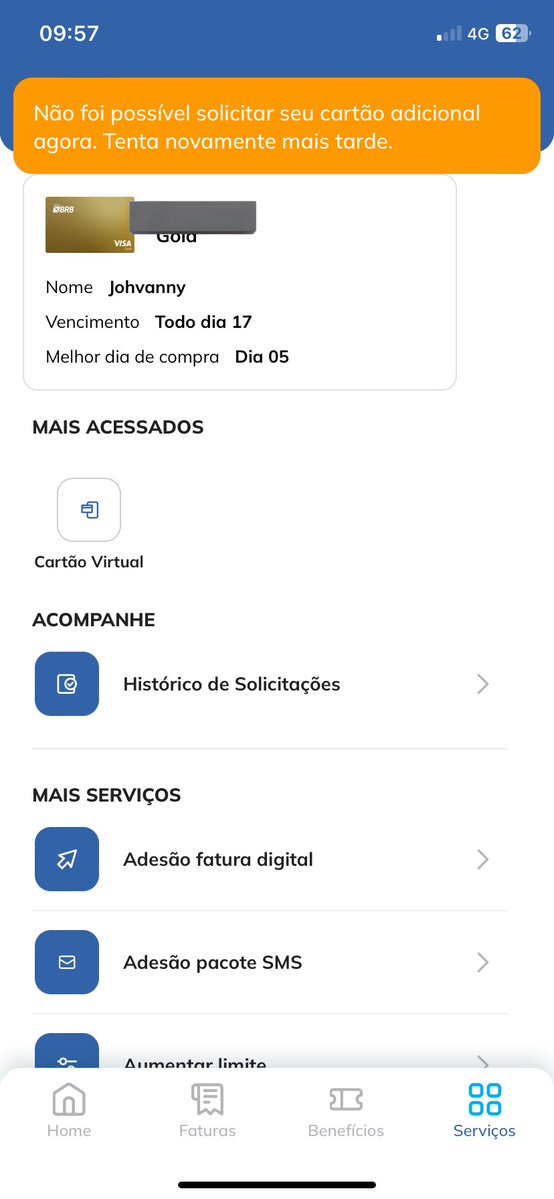 09:57
4G 62
Não foi possível solicitar seu cartão adicional
agora. Tenta novamente mais tarde.
BRB
VISA
Gold
Nome Johvanny
Vencimento Todo dia 17
Melhor dia de compra Dia 05
MAIS ACESSADOS
Cartão Virtual
ACOMPANHE
Histórico de Solicitações
MAIS SERVIÇOS
Adesão fatura digital
Adesão pacote SMS
Aumentar limite
Home Faturas Benefícios Serviços